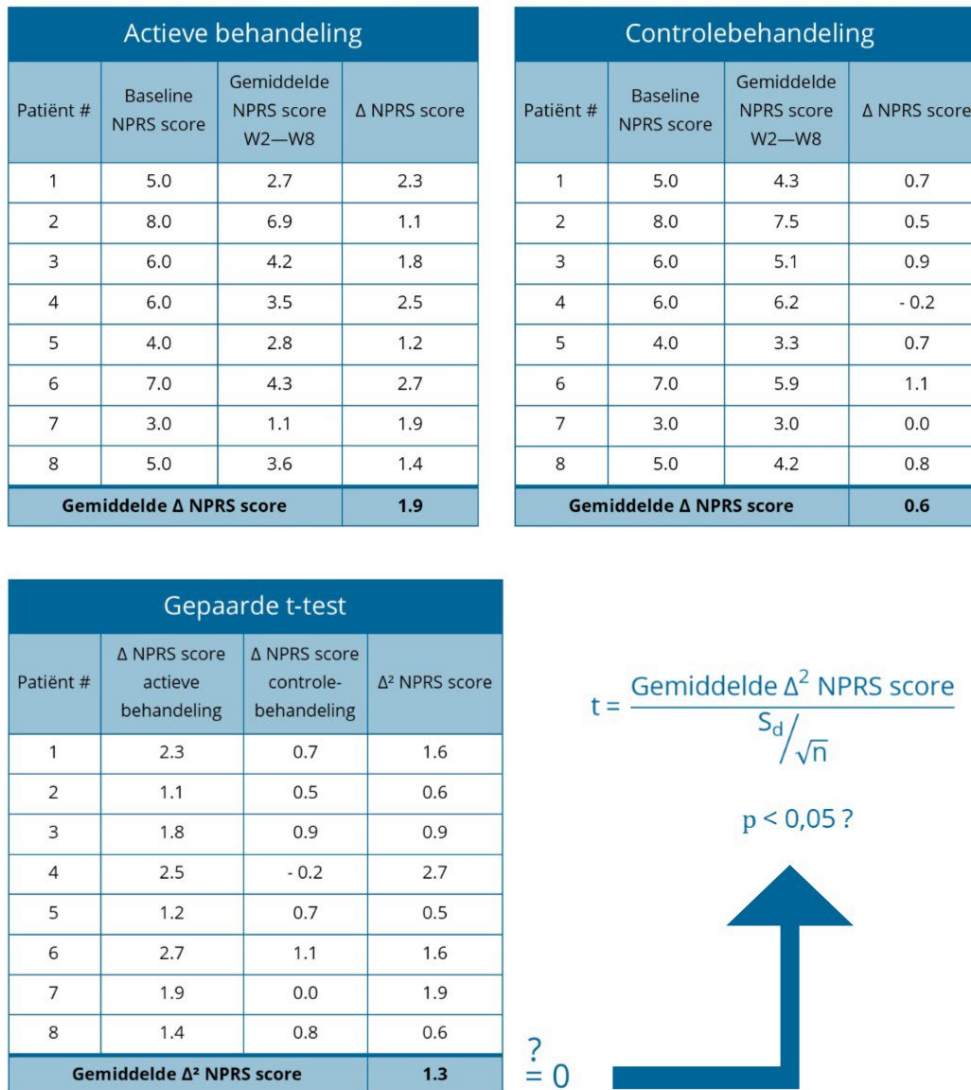 Actieve behandeling
Patiënt # Baseline NPRS score Gemiddelde NPRS score W2—W8 Δ NPRS score
1 5.0 2.7 2.3
2 8.0 6.9 1.1
3 6.0 4.2 1.8
4 6.0 3.5 2.5
5 4.0 2.8 1.2
6 7.0 4.3 2.7
7 3.0 1.1 1.9
8 5.0 3.6 1.4
Gemiddelde Δ NPRS score 1.9
Controlebehandeling
Patiënt # Baseline NPRS score Gemiddelde NPRS score W2—W8 Δ NPRS score
1 5.0 4.3 0.7
2 8.0 7.5 0.5
3 6.0 5.1 0.9
4 6.0 6.2 - 0.2
5 4.0 3.3 0.7
6 7.0 5.9 1.1
7 3.0 3.0 0.0
8 5.0 4.2 0.8
Gemiddelde Δ NPRS score 0.6
Gepaarde t-test
Patiënt # Δ NPRS score actieve behandeling Δ NPRS score controle- behandeling Δ² NPRS score
1 2.3 0.7 1.6
2 1.1 0.5 0.6
3 1.8 0.9 0.9
4 2.5 - 0.2 2.7
5 1.2 0.7 0.5
6 2.7 1.1 1.6
7 1.9 0.0 1.9
8 1.4 0.8 0.6
Gemiddelde Δ² NPRS score 1.3
?
= 0
t = Gemiddelde Δ² NPRS score
Sd/√n
p < 0,05 ?